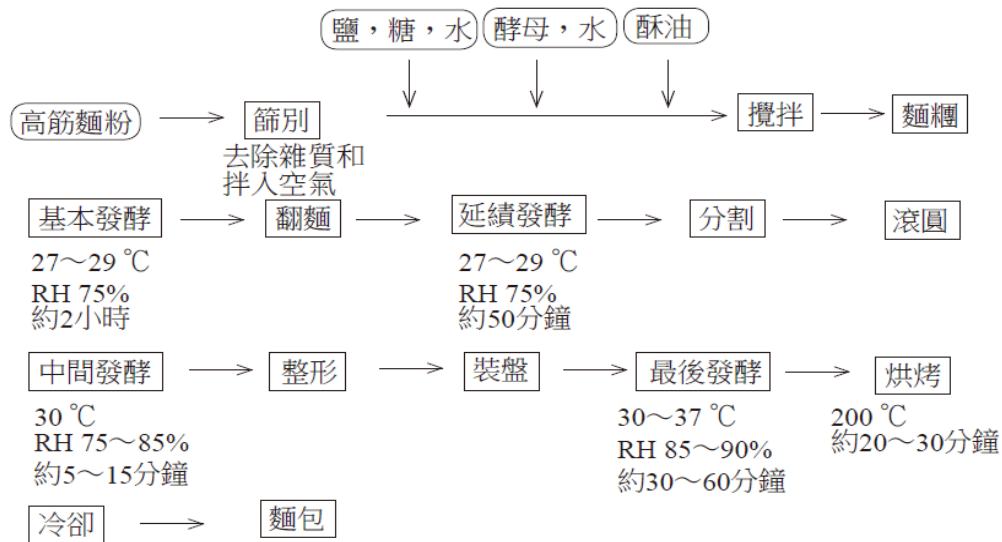 鹽，糖，水
酵母，水
酥油
高筋麵粉
篩別
攪拌
麵糰
去除雜質和
拌入空氣
基本發酵
翻麵
延績發酵
分割
滾圓
27～29 ℃
RH 75%
約2小時
27～29 ℃
RH 75%
約50分鐘
中間發酵
整形
裝盤
最後發酵
烘烤
30 ℃
RH 75～85%
約5～15分鐘
30～37 ℃
RH 85～90%
約30～60分鐘
200 ℃
約20～30分鐘
冷卻
麵包